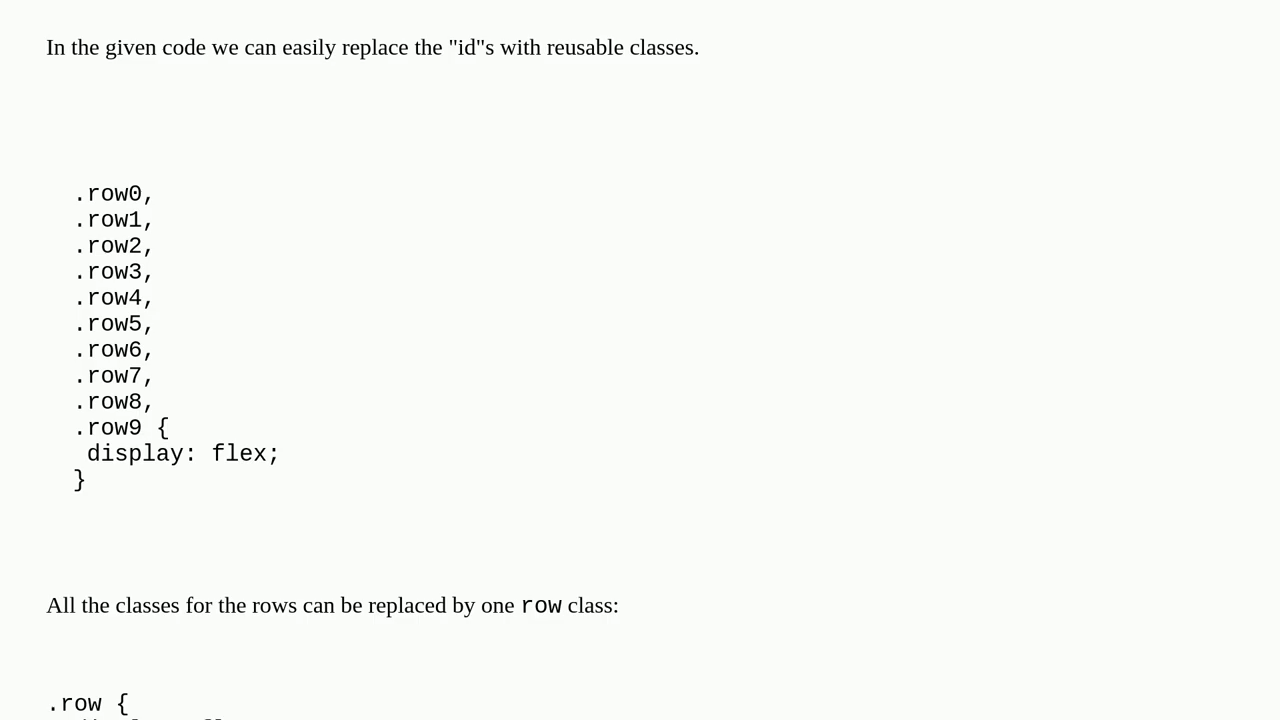 In the given code we can easily replace the "id"s with reusable classes.
.row0,
.row1,
.row2,
.row3,
.row4,
.row5,
.row6,
.row7,
.row8,
.row9 {
display: flex;
}
All the classes for the rows can be replaced by one row class:
.row {